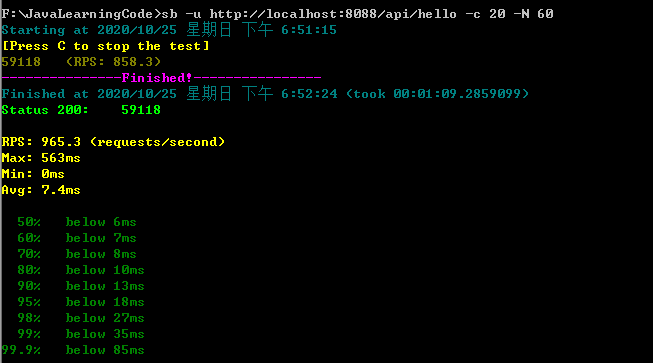 F:\JavaLearningCode>sb -u http://localhost:8088/api/hello -c 20 -N 60
Starting at 2020/10/25 星期日 下午 6:51:15
[Press C to stop the test]
59118   (RPS: 858.3)
---------------Finished!----------------
Finished at 2020/10/25 星期日 下午 6:52:24 (took 00:01:09.2859099)
Status 200:    59118
RPS: 965.3 (requests/second)
Max: 563ms
Min: 0ms
Avg: 7.4ms
50%   below 6ms
60%   below 7ms
70%   below 8ms
80%   below 10ms
90%   below 13ms
95%   below 18ms
98%   below 27ms
99%   below 35ms
99.9%   below 85ms